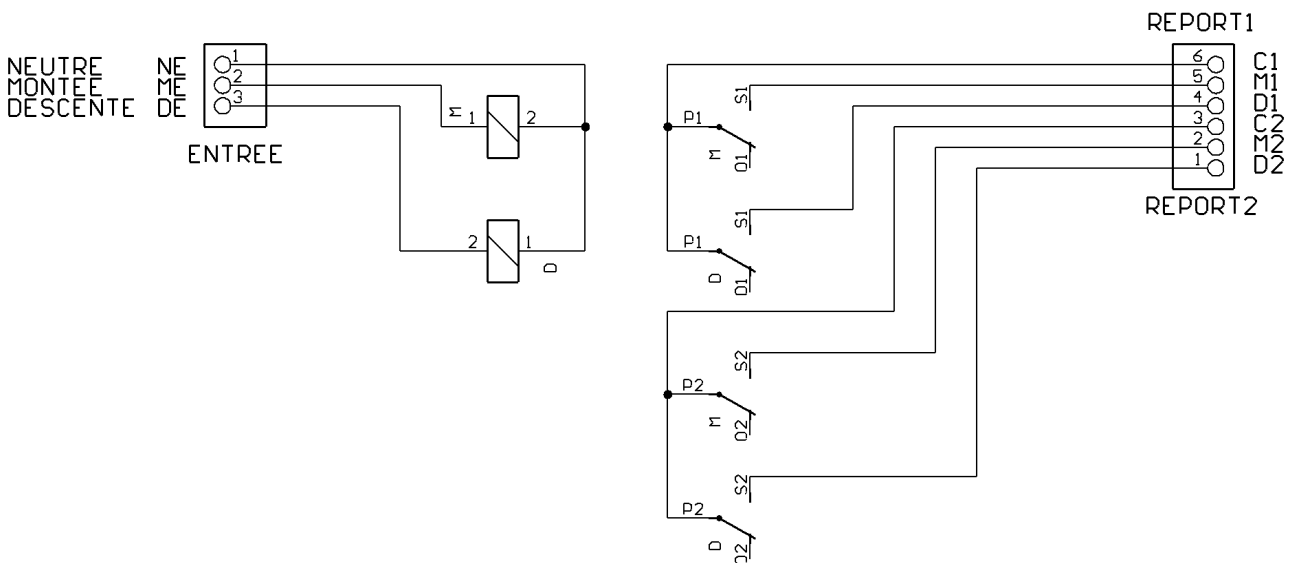 REPORT1
NEUTRE NE 1
MONTEE ME 2
DESCENTE DE 3
ENTREE
M 1 2
2 1 D
6 C1
5 M1
4 D1
3 C2
2 M2
1 D2
REPORT2
S1
P1
M O1
S1
P1
D O1
S2
P2
M O2
S2
P2
D O2